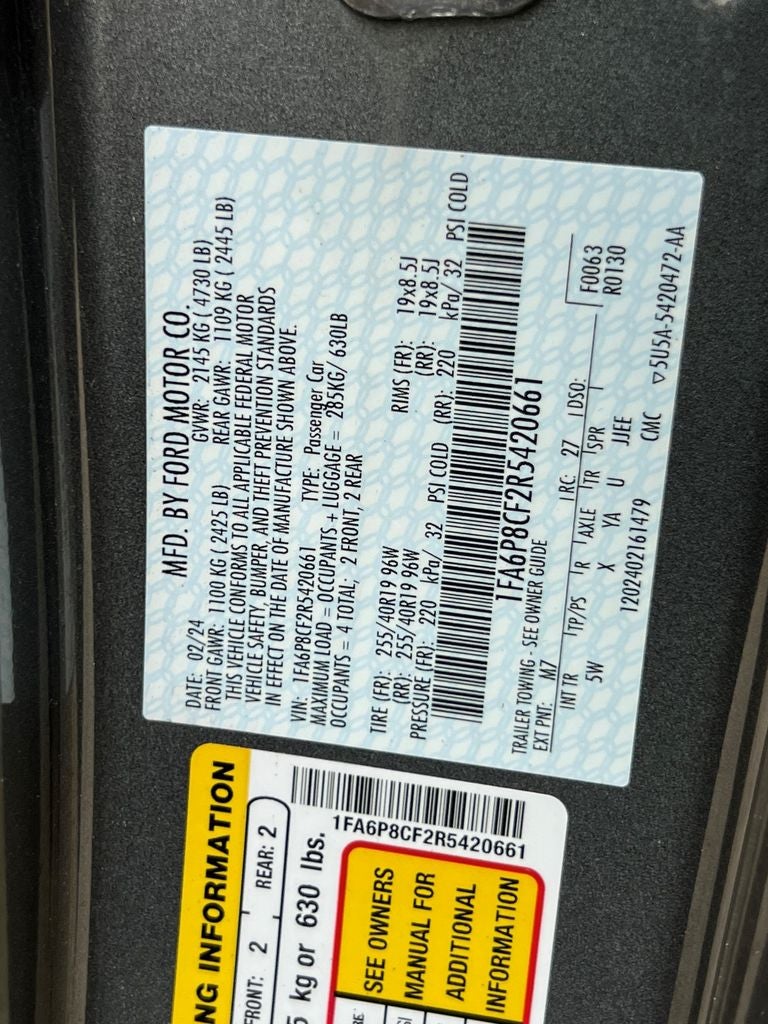 MFD. BY FORD MOTOR CO.
DATE: 02/24 GVWR: 2145 KG ( 4730 LB)
FRONT GAWR: 1100 KG ( 2425 LB) REAR GAWR: 1109 KG ( 2445 LB)
THIS VEHICLE CONFORMS TO ALL APPLICABLE FEDERAL MOTOR
VEHICLE SAFETY, BUMPER, AND THEFT PREVENTION STANDARDS
IN EFFECT ON THE DATE OF MANUFACTURE SHOWN ABOVE.
VIN: 1FA6P8CF2R5420661 TYPE: Passenger Car
MAXIMUM LOAD = OCCUPANTS + LUGGAGE = 285KG/ 630LB
OCCUPANTS = 4 TOTAL; 2 FRONT, 2 REAR
TIRE (FR): 255/40R19 96W RIMS (FR): 19x8.5J
(RR): 255/40R19 96W (RR): 19x8.5J
PRESSURE (FR): 220 kPa/ 32 PSI COLD (RR): 220 kPa/ 32 PSI COLD
1FA6P8CF2R5420661
TRAILER TOWING - SEE OWNER GUIDE
EXT PNT: M7 RC: 27 DSO: F0063
R0130
INT TR TP/PS R AXLE TR SPR
5W X YA U JJEE
1202402161479 CMC ▽5U5A-5420472-AA
NG INFORMATION
FRONT: 2 REAR: 2
5 kg or 630 lbs.
1FA6P8CF2R5420661
SEE OWNERS
MANUAL FOR
ADDITIONAL
INFORMATION